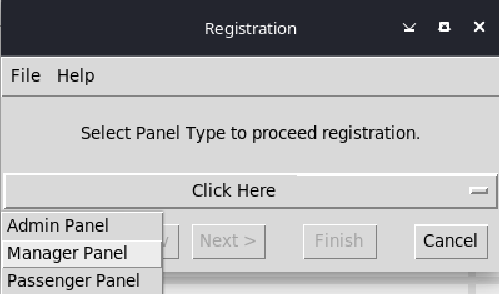 Registration
File Help
Select Panel Type to proceed registration.
Click Here
Admin Panel
Manager Panel
Passenger Panel
Next >
Finish
Cancel